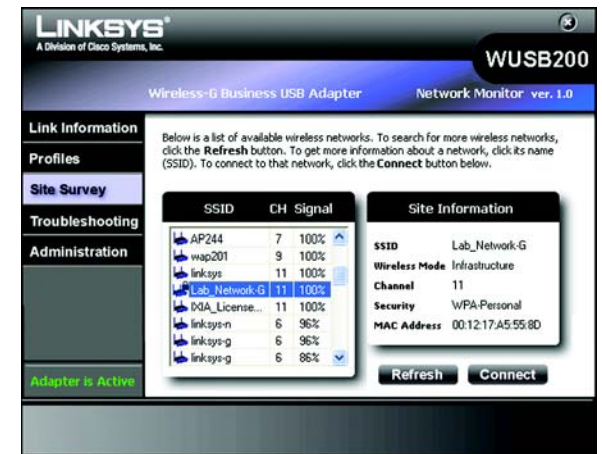 LINKSYS®
A Division of Cisco Systems, Inc.
WUSB200
Wireless-G Business USB Adapter Network Monitor ver. 1.0
Link Information
Profiles
Site Survey
Troubleshooting
Administration
Adapter is Active
Below is a list of available wireless networks. To search for more wireless networks,
click the Refresh button. To get more information about a network, click its name
(SSID). To connect to that network, click the Connect button below.
SSID CH Signal
AP244 7 100%
wap201 9 100%
linksys 11 100%
Lab_Network-G 11 100%
IXIA_License... 11 100%
linksys-n 6 96%
linksys-g 6 96%
linksys-g 6 86%
Site Information
SSID Lab_Network-G
Wireless Mode Infrastructure
Channel 11
Security WPA-Personal
MAC Address 00:12:17:A5:55:8D
Refresh Connect